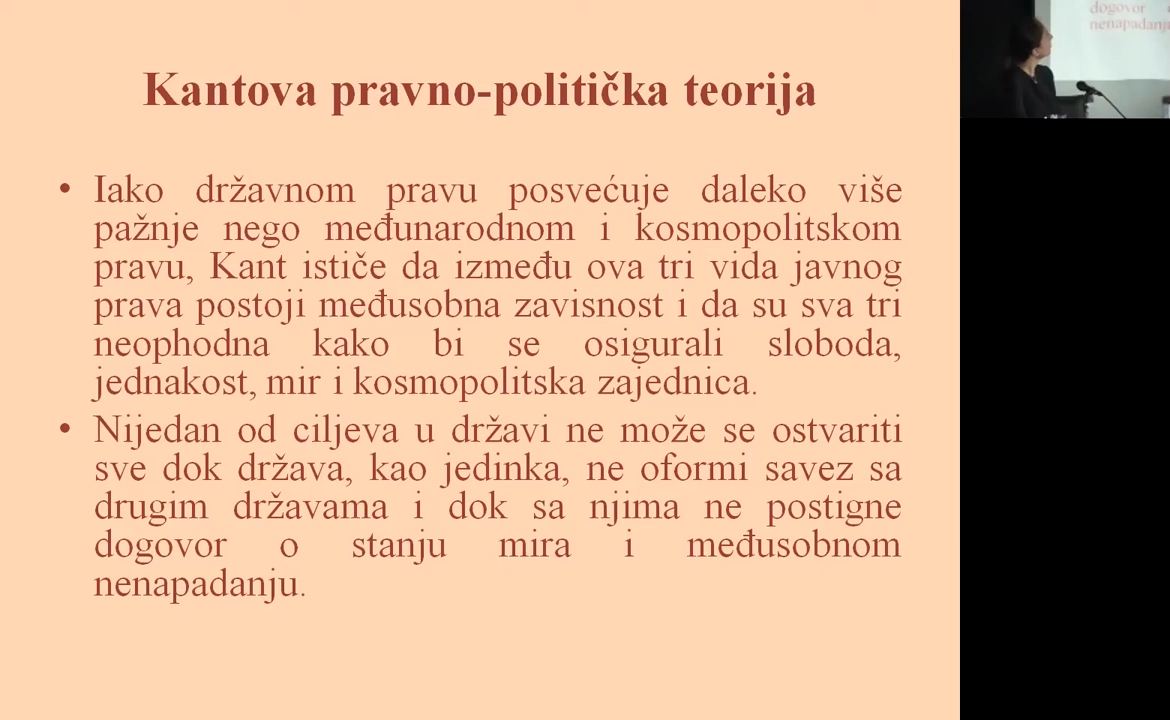 Kantova pravno-politička teorija
• Iako državnom pravu posvećuje daleko više
pažnje nego međunarodnom i kosmopolitskom
pravu, Kant ističe da između ova tri vida javnog
prava postoji međusobna zavisnost i da su sva tri
neophodna kako bi se osigurali sloboda,
jednakost, mir i kosmopolitska zajednica.
• Nijedan od ciljeva u državi ne može se ostvariti
sve dok država, kao jedinka, ne oformi savez sa
drugim državama i dok sa njima ne postigne
dogovor o stanju mira i međusobnom
nenapadanju.
dogovor
nenapadanju